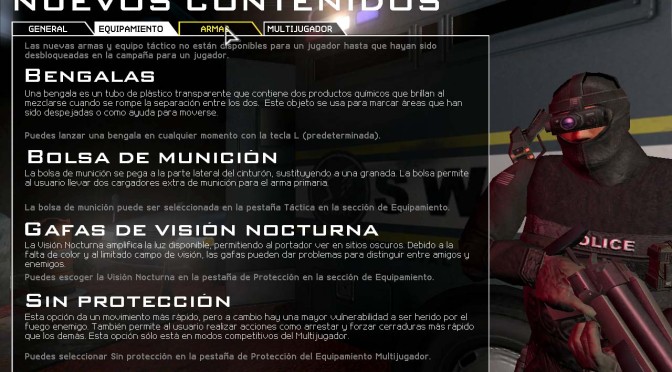 NUEVOS CONTENIDOS
GENERAL EQUIPAMIENTO ARMAS MULTIJUGADOR
Las nuevas armas y equipo táctico no están disponibles para un jugador hasta que hayan sido
desbloqueadas en la campaña para un jugador.
BENGALAS
Una bengala es un tubo de plástico transparente que contiene dos productos químicos que brillan al
mezclarse cuando se rompe la separación entre los dos. Este objeto se usa para marcar áreas que han
sido despejadas o como ayuda para moverse.
Puedes lanzar una bengala en cualquier momento con la tecla L (predeterminada).
BOLSA DE MUNICIÓN
La bolsa de munición se pega a la parte lateral del cinturón, sustituyendo a una granada. La bolsa permite
al usuario llevar dos cargadores extra de munición para el arma primaria.
La bolsa de munición puede ser seleccionada en la pestaña Táctica en la sección de Equipamiento.
GAFAS DE VISIÓN NOCTURNA
La Visión Nocturna amplifica la luz disponible, permitiendo al portador ver en sitios oscuros. Debido a la
falta de color y al limitado campo de visión, las gafas pueden dar problemas para distinguir entre amigos y
enemigos.
Puedes escoger la Visión Nocturna en la pestaña de Protección en la sección de Equipamiento.
SIN PROTECCIÓN
Esta opción da un movimiento más rápido, pero a cambio hay una mayor vulnerabilidad a ser herido por el
fuego enemigo. También permite al usuario realizar acciones como arrestar y forzar cerraduras más rápido
que los demás. Esta opción sólo está en modos competitivos del Multijugador.
Puedes seleccionar Sin protección en la pestaña de Protección del Equipamiento Multijugador.
SW
OLICE